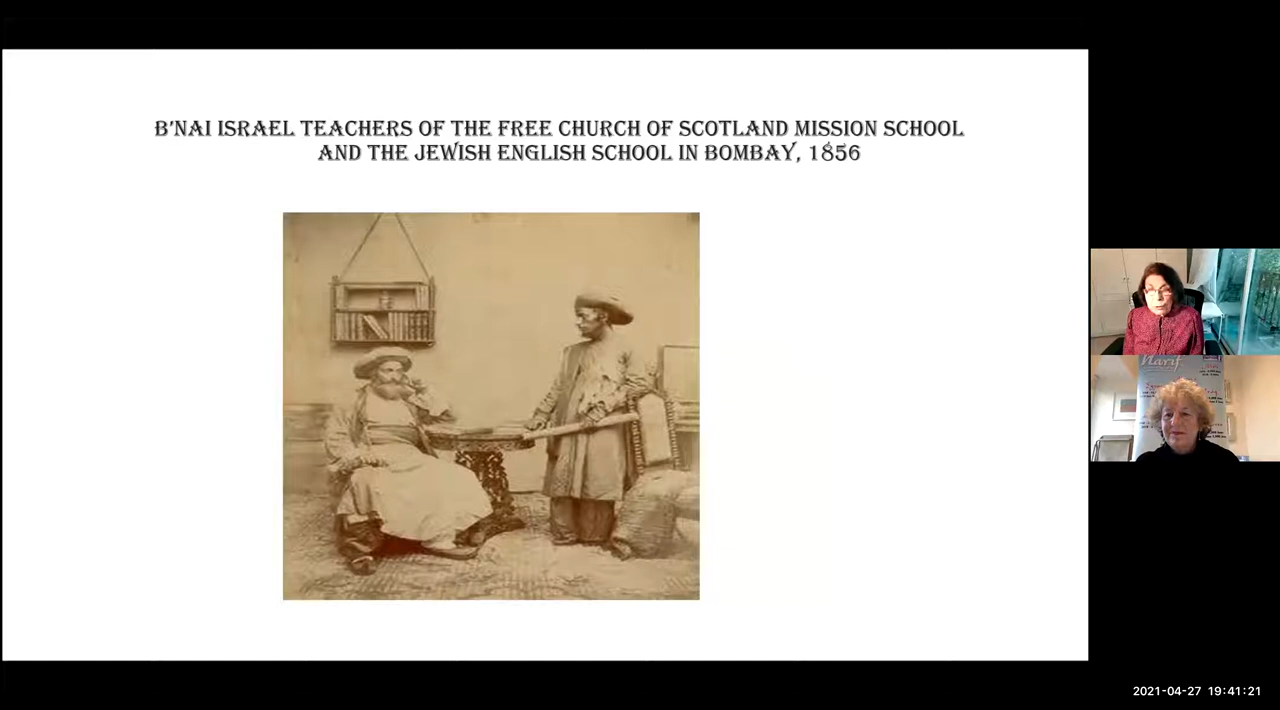 B'NAI ISRAEL TEACHERS OF THE FREE CHURCH OF SCOTLAND MISSION SCHOOL
AND THE JEWISH ENGLISH SCHOOL IN BOMBAY, 1856
Harif
2021-04-27 19:41:21